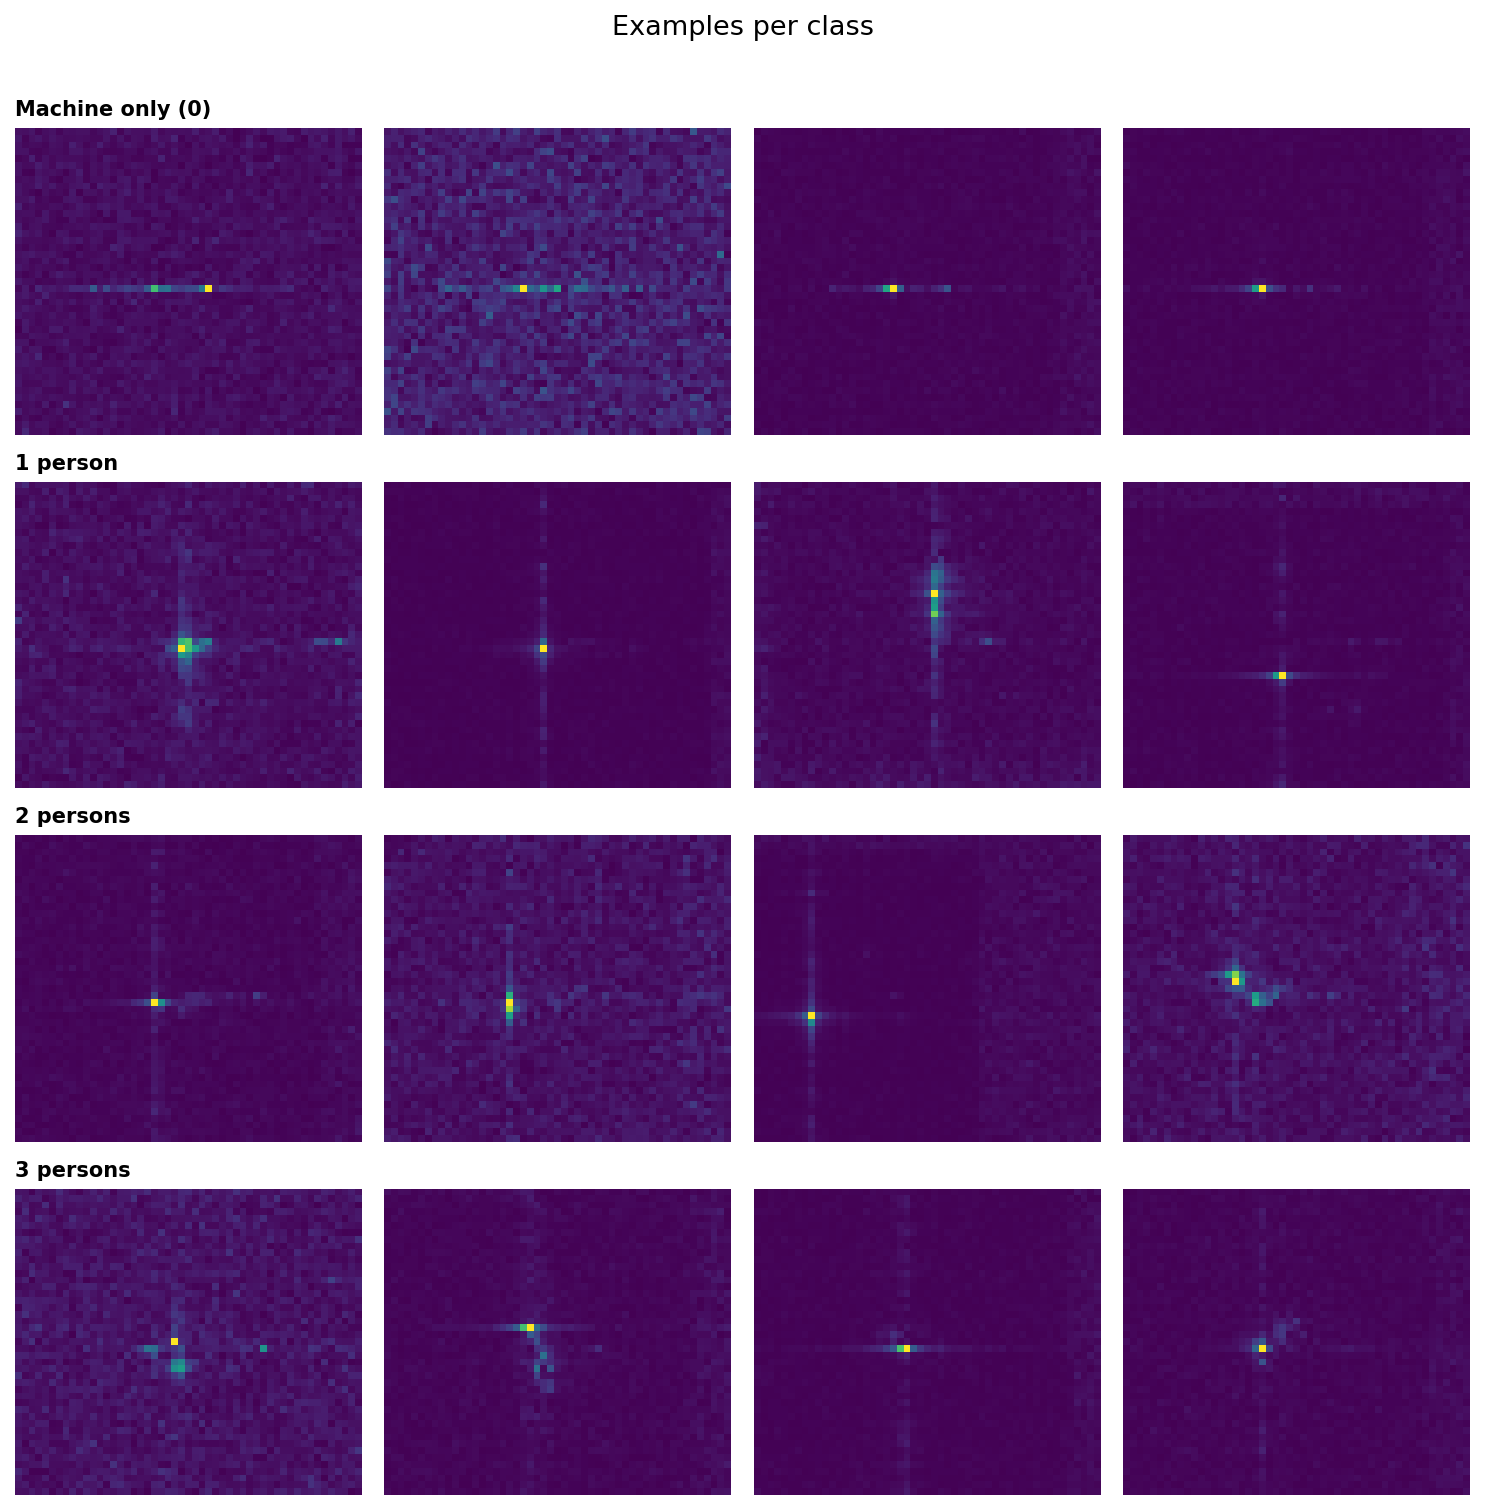 Examples per class
Machine only (0)
1 person
2 persons
3 persons